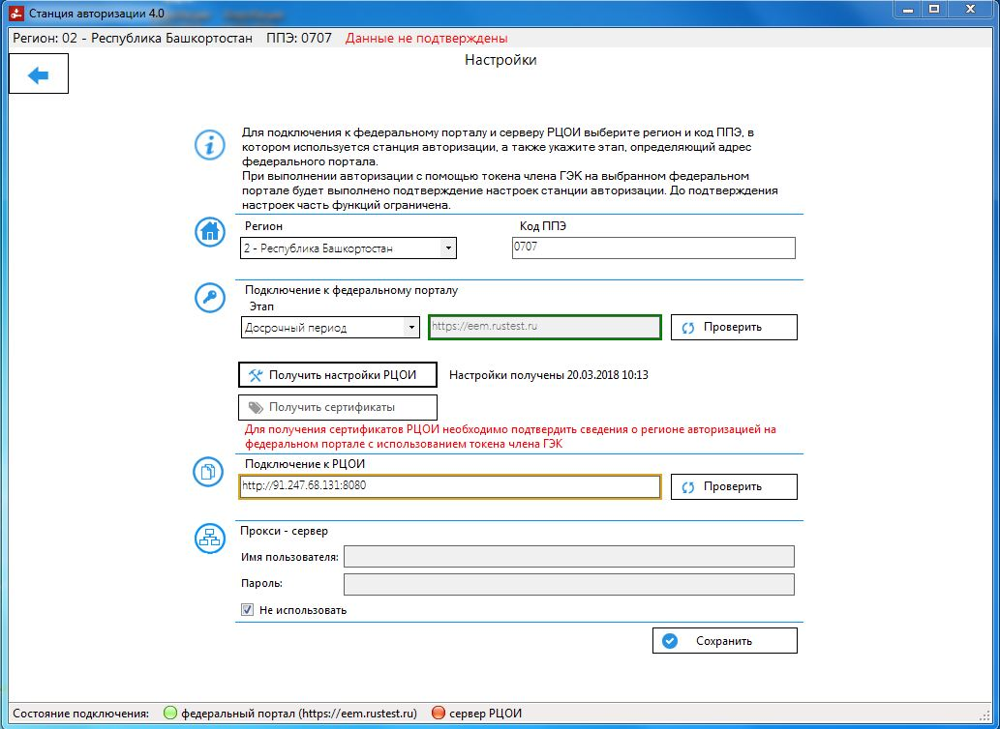 Станция авторизации 4.0
Регион: 02 - Республика Башкортостан ППЭ: 0707 Данные не подтверждены
Настройки
Для подключения к федеральному порталу и серверу РЦОИ выберите регион и код ППЭ, в
котором используется станция авторизации, а также укажите этап, определяющий адрес
федерального портала.
При выполнении авторизации с помощью токена члена ГЭК на выбранном федеральном
портале будет выполнено подтверждение настроек станции авторизации. До подтверждения
настроек часть функций ограничена.
Регион Код ППЭ
2 - Республика Башкортостан 0707
Подключение к федеральному порталу
Этап
Досрочный период https://eem.rustest.ru Проверить
Получить настройки РЦОИ Настройки получены 20.03.2018 10:13
Получить сертификаты
Для получения сертификатов РЦОИ необходимо подтвердить сведения о регионе авторизацией на
федеральном портале с использованием токена члена ГЭК
Подключение к РЦОИ
http://91.247.68.131:8080 Проверить
Прокси - сервер
Имя пользователя:
Пароль:
Не использовать
Сохранить
Состояние подключения: федеральный портал (https://eem.rustest.ru) сервер РЦОИ